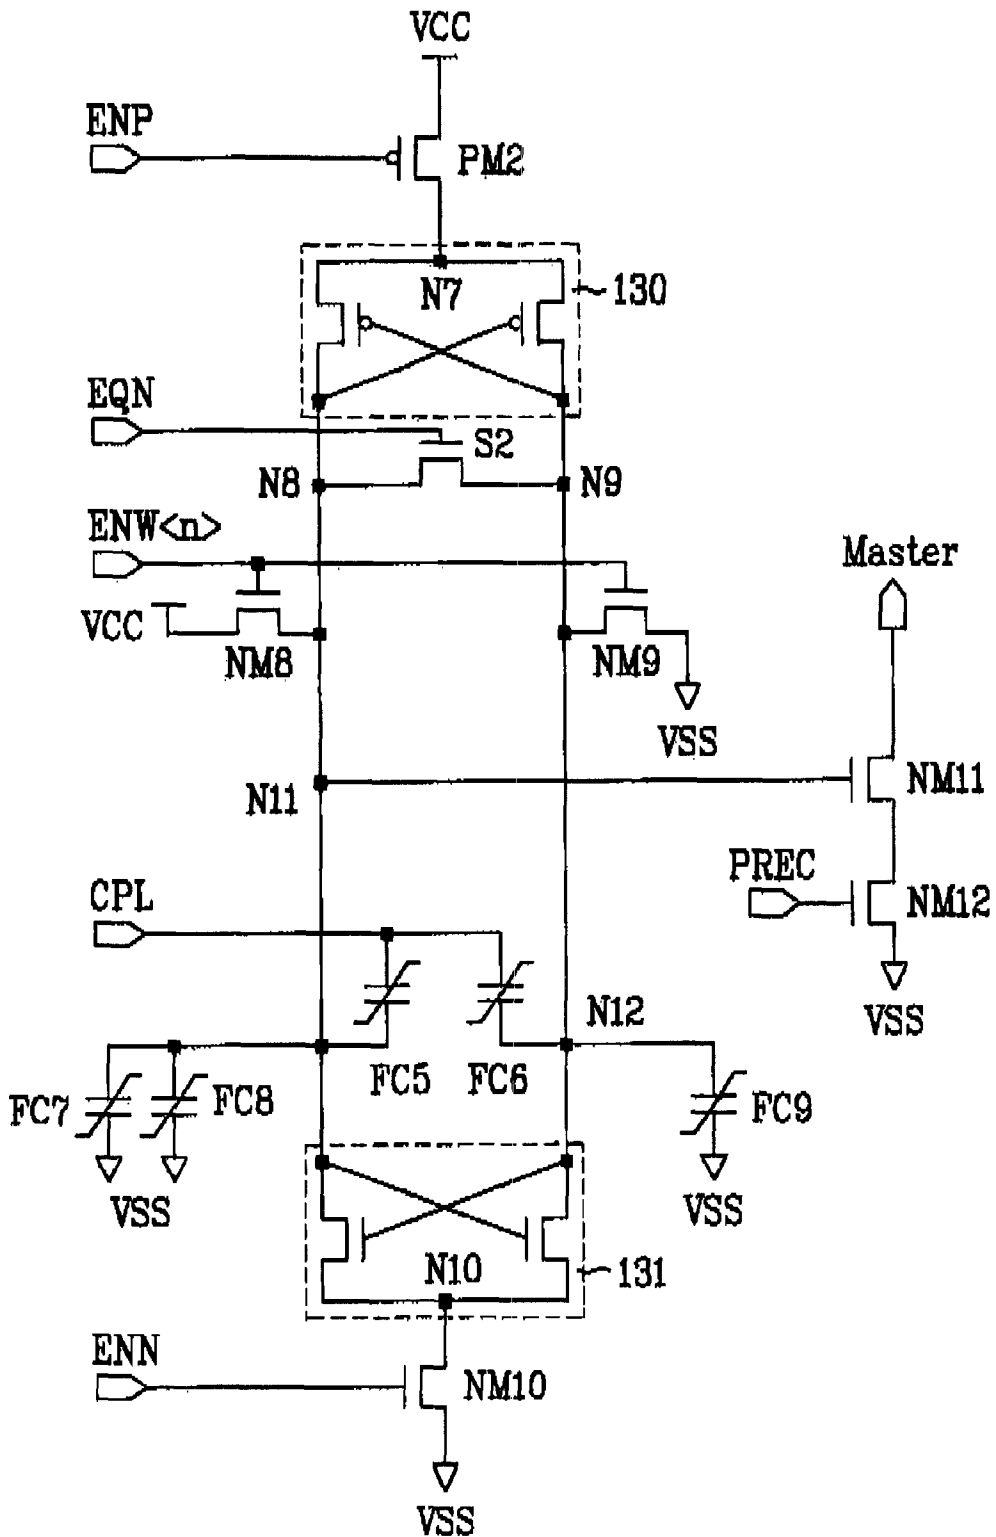 VCC
ENP
PM2
N7
130
EQN
S2
N8
N9
ENW<n>
Master
VCC
NM8
NM9
VSS
N11
NM11
PREC
CPL
NM12
N12
VSS
FC5
FC6
FC7
FC8
FC9
VSS
VSS
N10
131
ENN
NM10
VSS